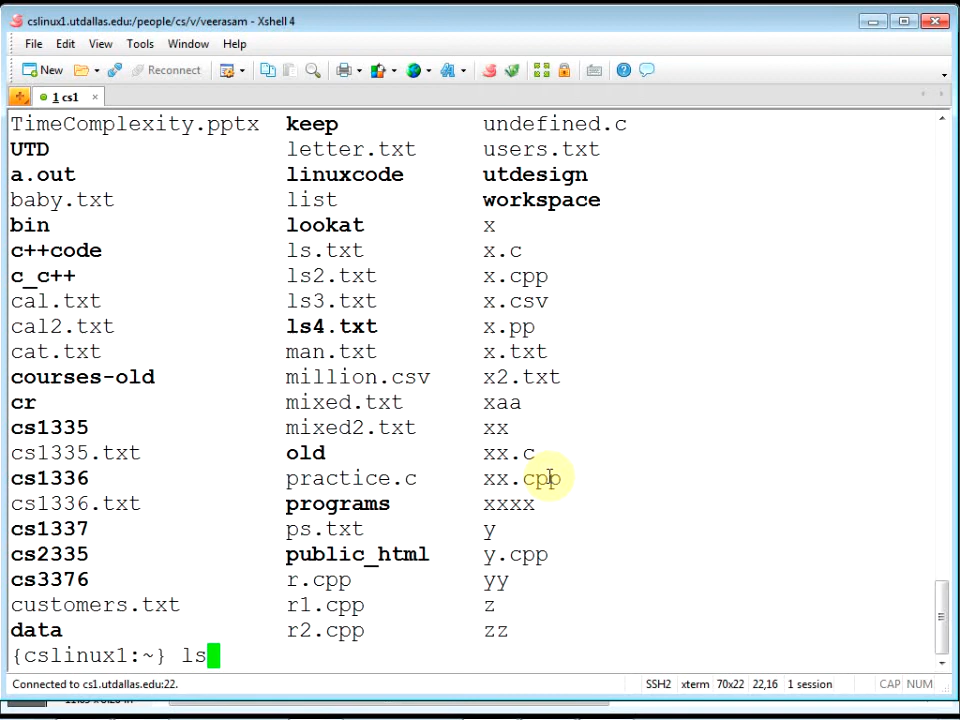 cslinux1.utdallas.edu:/people/cs/v/veerasam - Xshell 4
File Edit View Tools Window Help
New Reconnect
1 cs1
TimeComplexity.pptx keep undefined.c
UTD letter.txt users.txt
a.out linuxcode utdesign
baby.txt list workspace
bin lookat x
c++code ls.txt x.c
c_c++ ls2.txt x.cpp
cal.txt ls3.txt x.csv
cal2.txt ls4.txt x.pp
cat.txt man.txt x.txt
courses-old million.csv x2.txt
cr mixed.txt xaa
cs1335 mixed2.txt xx
cs1335.txt old xx.c
cs1336 practice.c xx.cpp
cs1336.txt programs xxxx
cs1337 ps.txt y
cs2335 public_html y.cpp
cs3376 r.cpp yy
customers.txt r1.cpp z
data r2.cpp zz
{cslinux1:~} ls
Connected to cs1.utdallas.edu:22. SSH2 xterm 70x22 22,16 1 session CAP NUM